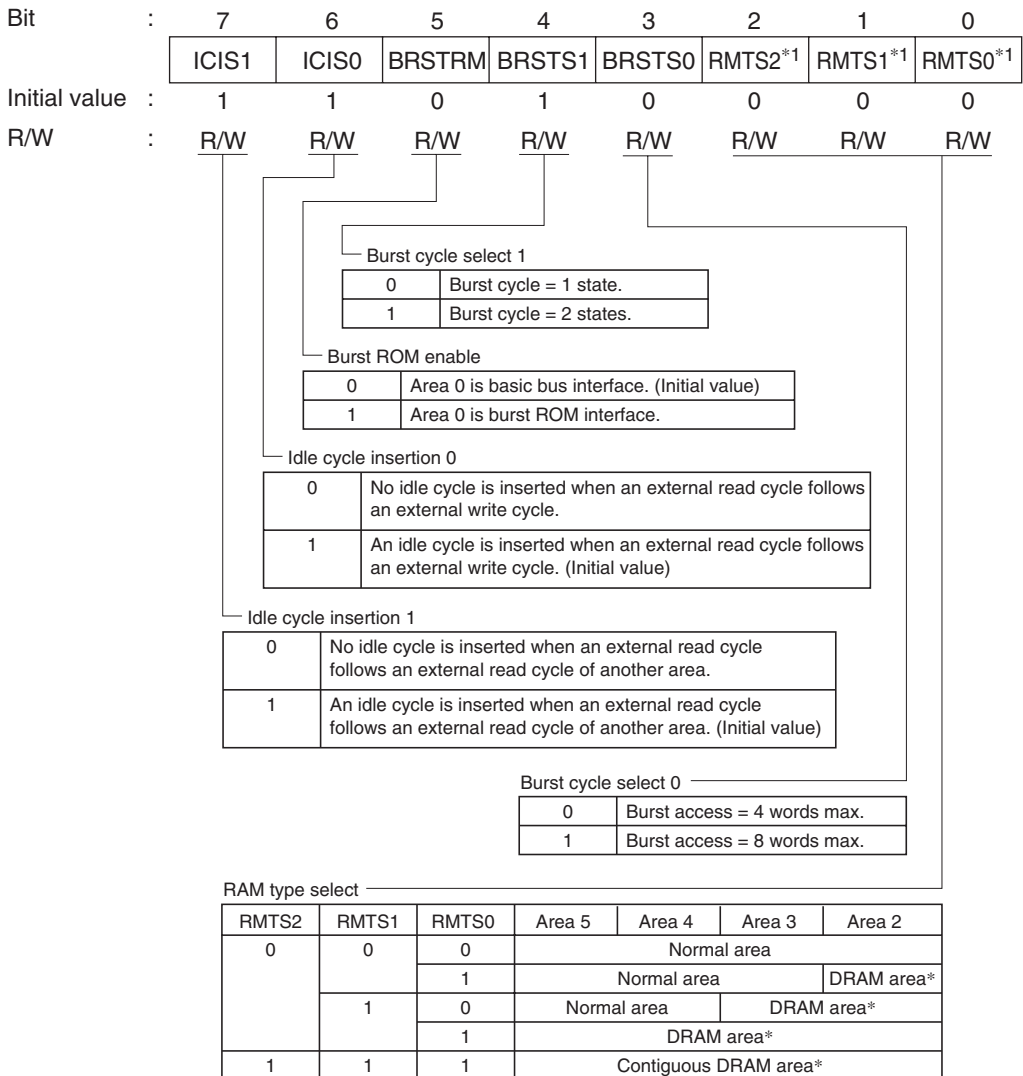 Bit : 7 6 5 4 3 2 1 0
ICIS1 ICIS0 BRSTRM BRSTS1 BRSTS0 RMTS2*1 RMTS1*1 RMTS0*1
Initial value : 1 1 0 1 0 0 0 0
R/W : R/W R/W R/W R/W R/W R/W R/W R/W
Burst cycle select 1
0 Burst cycle = 1 state.
1 Burst cycle = 2 states.
Burst ROM enable
0 Area 0 is basic bus interface. (Initial value)
1 Area 0 is burst ROM interface.
Idle cycle insertion 0
0 No idle cycle is inserted when an external read cycle follows
an external write cycle.
1 An idle cycle is inserted when an external read cycle follows
an external write cycle. (Initial value)
Idle cycle insertion 1
0 No idle cycle is inserted when an external read cycle
follows an external read cycle of another area.
1 An idle cycle is inserted when an external read cycle
follows an external read cycle of another area. (Initial value)
Burst cycle select 0
0 Burst access = 4 words max.
1 Burst access = 8 words max.
RAM type select
RMTS2 RMTS1 RMTS0 Area 5 Area 4 Area 3 Area 2
0 0 0 Normal area
1 Normal area DRAM area*
1 0 Normal area DRAM area*
1 DRAM area*
1 1 1 Contiguous DRAM area*